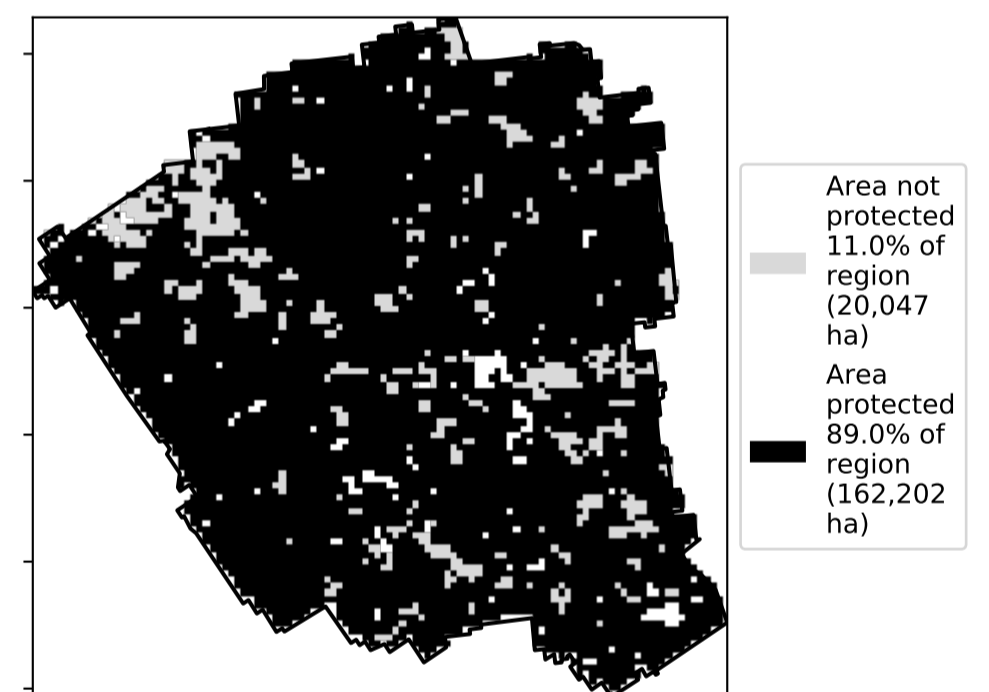 Area not
protected
11.0% of
region
(20,047
ha)
Area
protected
89.0% of
region
(162,202
ha)